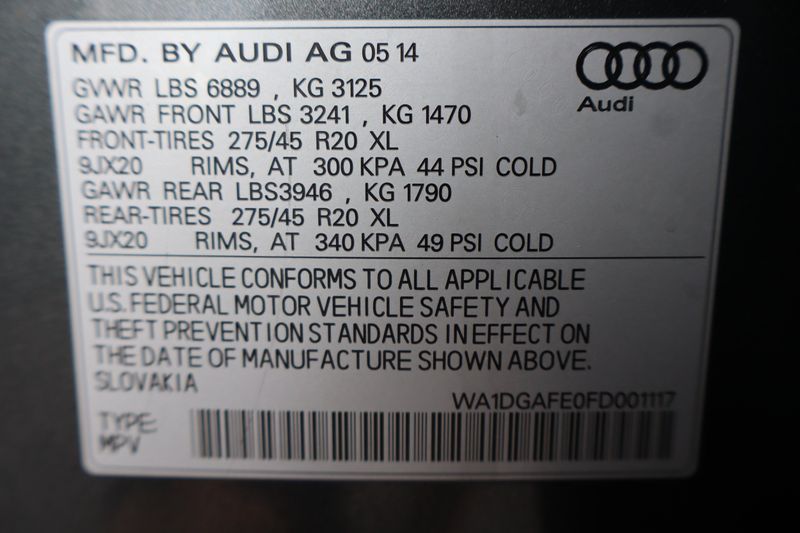 MFD. BY AUDI AG 05 14
Audi
GVWR LBS 6889 , KG 3125
GAWR FRONT LBS 3241 , KG 1470
FRONT-TIRES 275/45 R20 XL
9JX20 RIMS, AT 300 KPA 44 PSI COLD
GAWR REAR LBS3946 , KG 1790
REAR-TIRES 275/45 R20 XL
9JX20 RIMS, AT 340 KPA 49 PSI COLD
THIS VEHICLE CONFORMS TO ALL APPLICABLE
U.S. FEDERAL MOTOR VEHICLE SAFETY AND
THEFT PREVENTION STANDARDS IN EFFECT ON
THE DATE OF MANUFACTURE SHOWN ABOVE.
SLOVAKIA
WA1DGAFE0FD001117
TYPE:
MPV